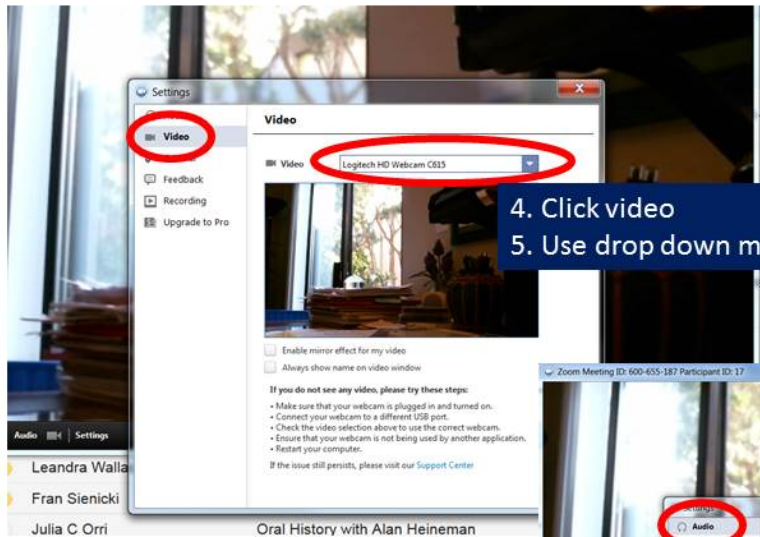 Settings
Video
Video
Video
Logitech HD Webcam C615
Feedback
Recording
Upgrade to Pro
4. Click video
5. Use drop down m
Enable mirror effect for my video
Always show name on video window
If you do not see any video, please try these steps:
• Make sure that your webcam is plugged in and turned on.
• Connect your webcam to a different USB port.
• Check the video selection above to use the correct webcam.
• Ensure that your webcam is not being used by another application.
• Restart your computer.
If the issue still persists, please visit our Support Center
Zoom Meeting ID: 600-655-187 Participant ID: 17
Audio Settings
Leandra Walla
Fran Sienicki
Julia C Orri Oral History with Alan Heineman
Settings
Audio